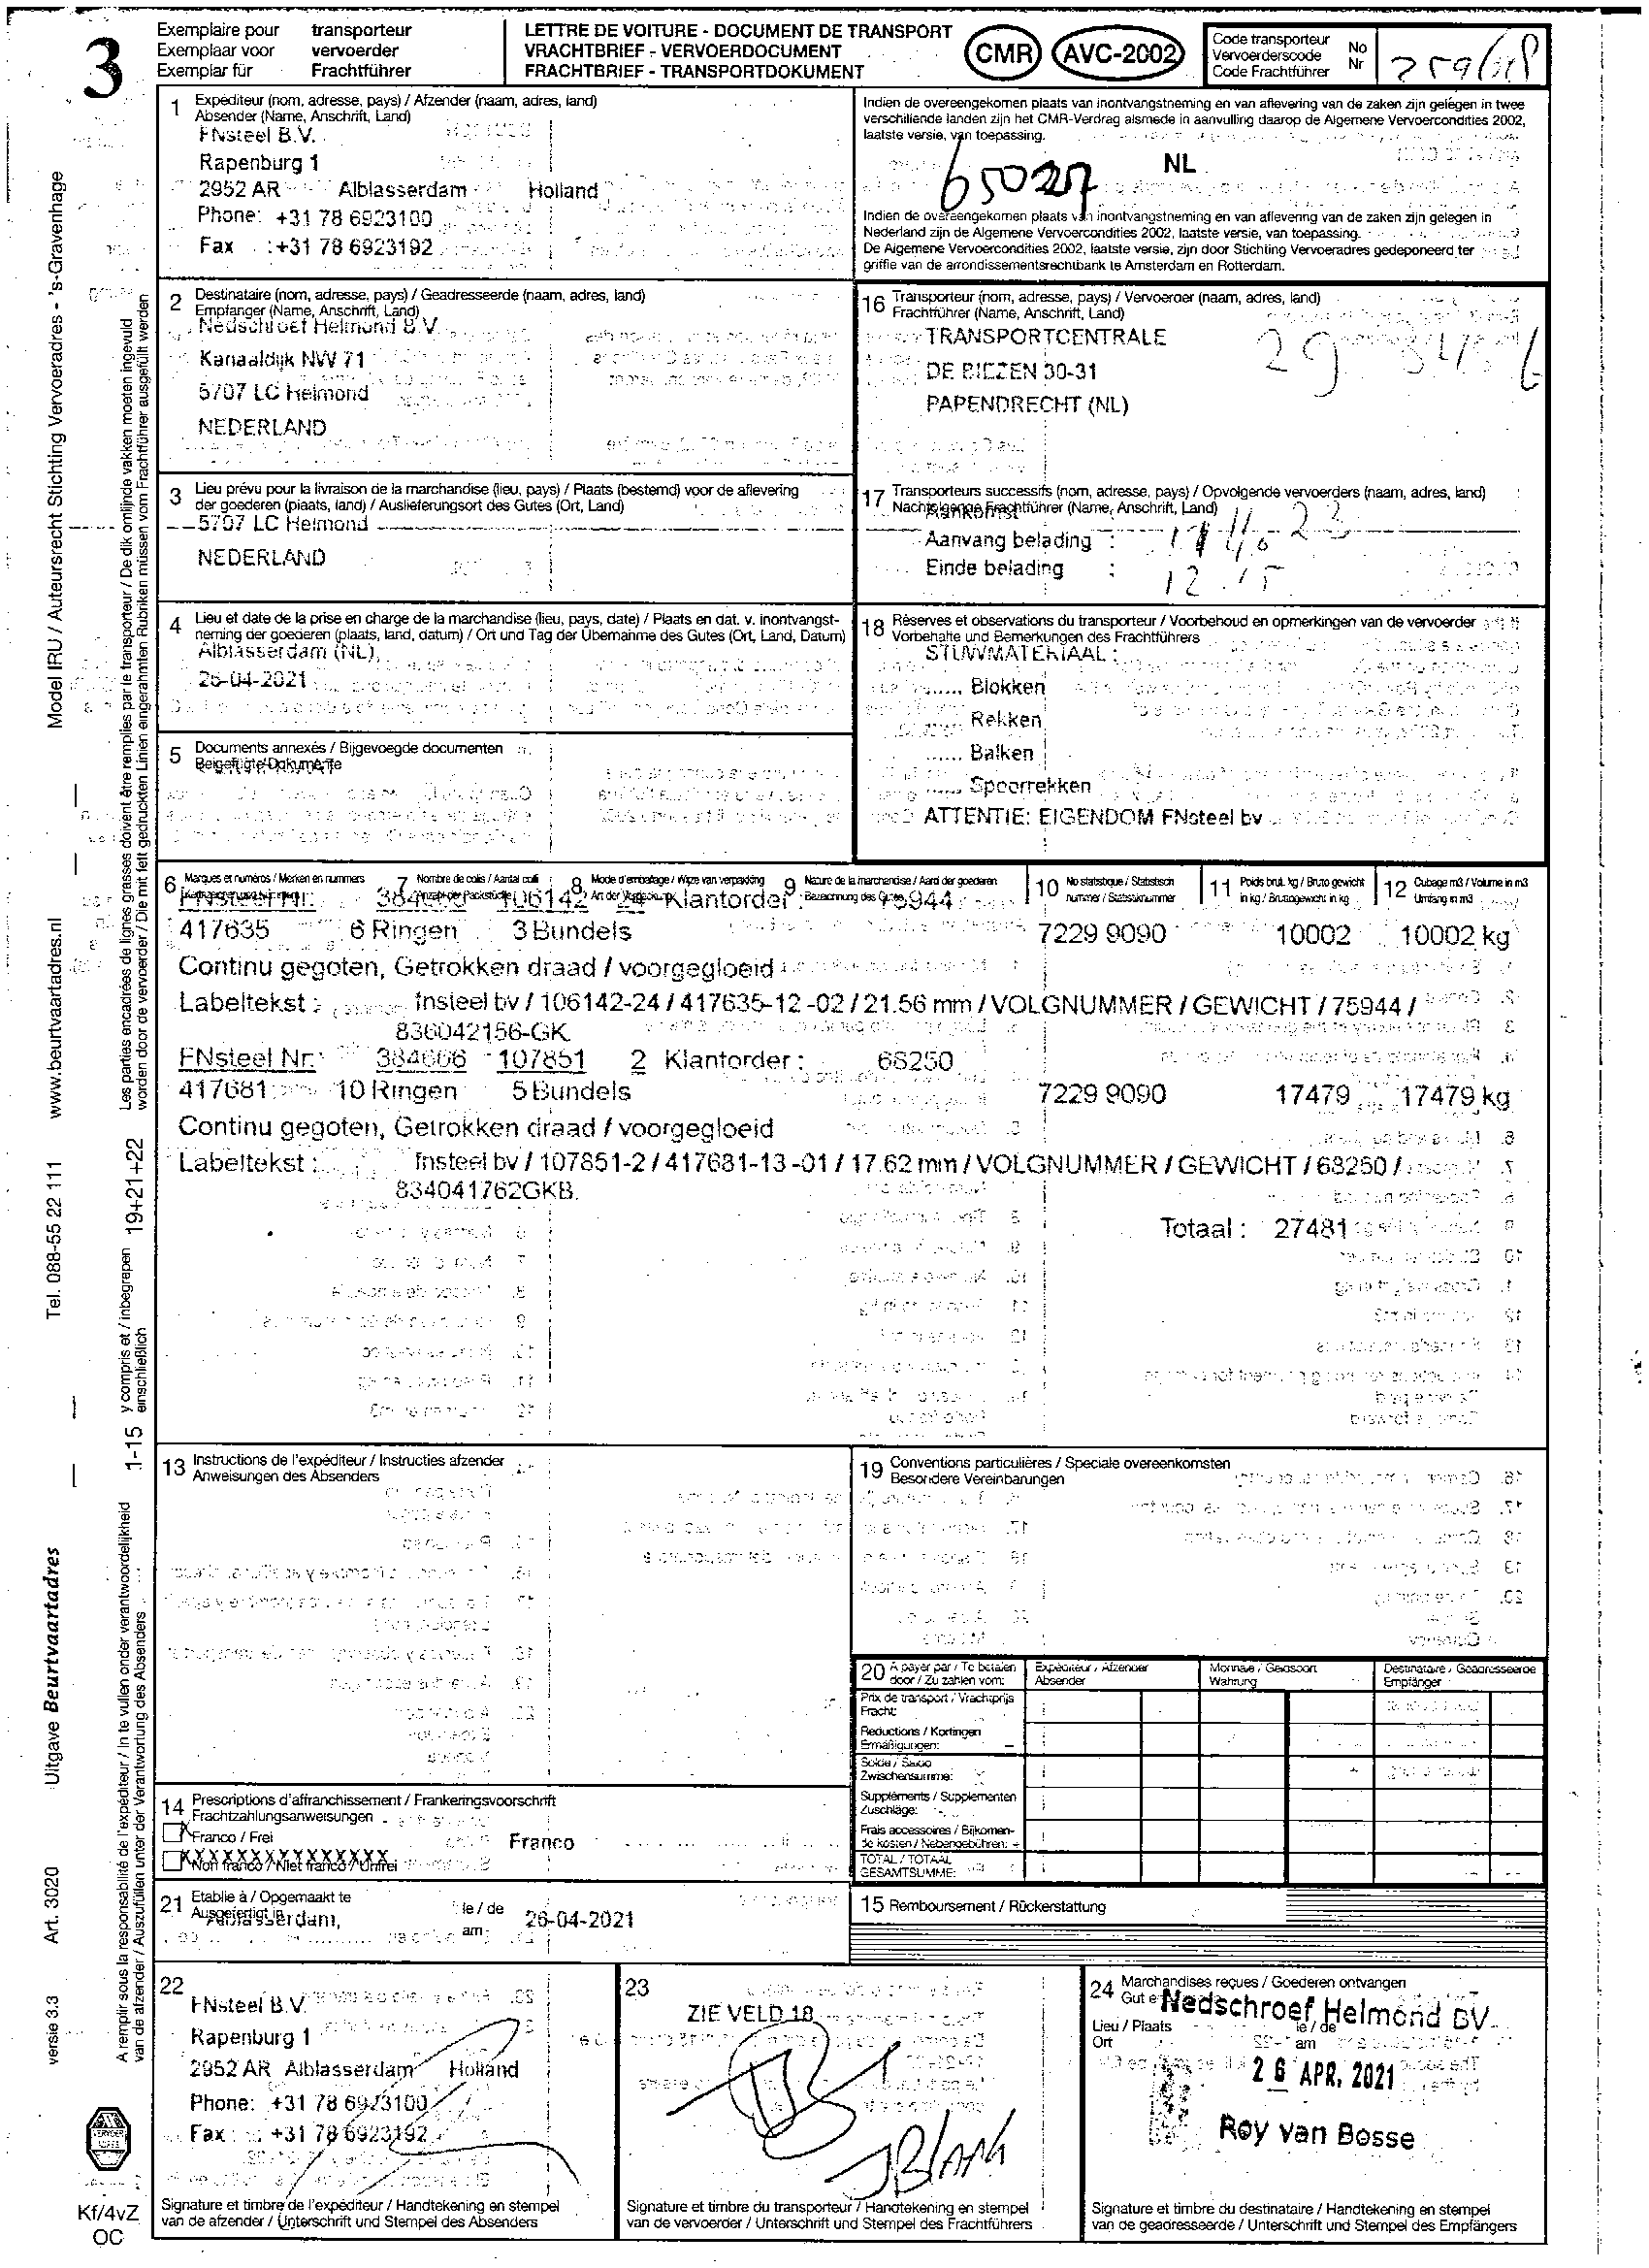 3
Exemplaire pour transporteur
Exemplaar voor vervoerder
Exemplar für Frachtführer
LETTRE DE VOITURE - DOCUMENT DE TRANSPORT
VRACHTBRIEF - VERVOERDOCUMENT
FRACHTBRIEF - TRANSPORTDOKUMENT
CMR
AVC-2002
Code transporteur
Vervoerderscode
Code Frachtführer
No
Nr
1 Expéditeur (nom, adresse, pays) / Afzender (naam, adres, land)
Absender (Name, Anschrift, Land)
FNsteel B.V.
Rapenburg 1
2952 AR Alblasserdam Holland
Phone: +31 78 6923100
Fax :+31 78 6923192
Indien de overeengekomen plaats van inontvangstneming en van aflevering van de zaken zijn gelegen in twee
verschillende landen zijn het CMR-Verdrag alsmede in aanvulling daarop de Algemene Vervoercondities 2002,
laatste versie, van toepassing.
NL
65027
Indien de overeengekomen plaats van inontvangstneming en van aflevering van de zaken zijn gelegen in
Nederland zijn de Algemene Vervoercondities 2002, laatste versie, van toepassing.
De Algemene Vervoercondities 2002, laatste versie, zijn door Stichting Vervoeradres gedeponeerd ter
griffie van de arrondissementsrechtbank te Amsterdam en Rotterdam.
2 Destinataire (nom, adresse, pays) / Geadresseerde (naam, adres, land)
Empfänger (Name, Anschrift, Land)
Nedschroef Helmond B.V.
Kanaaldijk NW 71
5707 LC Helmond
NEDERLAND
16 Transporteur (nom, adresse, pays) / Vervoerder (naam, adres, land)
Frachtführer (Name, Anschrift, Land)
TRANSPORTCENTRALE
DE BIEZEN 30-31
PAPENDRECHT (NL)
3 Lieu prévu pour la livraison de la marchandise (lieu, pays) / Plaats (bestemd) voor de aflevering
der goederen (plaats, land) / Auslieferungsort des Gutes (Ort, Land)
5707 LC Helmond
NEDERLAND
17 Transporteurs successifs (nom, adresse, pays) / Opvolgende vervoerders (naam, adres, land)
Nachfolgende Frachtführer (Name, Anschrift, Land)
Aankomst
Aanvang belading :
Einde belading :
12.15
4 Lieu et date de la prise en charge de la marchandise (lieu, pays, date) / Plaats en dat. v. inontvangst-
neming der goederen (plaats, land, datum) / Ort und Tag der Übernahme des Gutes (Ort, Land, Datum)
Alblasserdam (NL),
26-04-2021
18 Réserves et observations du transporteur / Voorbehoud en opmerkingen van de vervoerder
Vorbehalte und Bemerkungen des Frachtführers
STUWMATERIAAL :
...... Blokken
...... Rekken
...... Balken
...... Spoorrekken
ATTENTIE: EIGENDOM FNsteel bv
5 Documents annexés / Bijgevoegde documenten
Beigefügte Dokumente
6 Marques et numéros / Merken en nummers
7 Nombre de colis / Aantal colli
8 Mode d'emballage / Wijze van verpakking
9 Nature de la marchandise / Aard der goederen
10 No statistique / Statistisch
nummer / Statistiknummer
11 Poids brut, kg / Bruto gewicht
in kg / Bruttogewicht in kg
12 Cubage m3 / Volume in m3
Umfang in m3
FNsteel Nr: 106142 Klantorder : 75944
417635 6 Ringen 3 Bundels 7229 9090 10002 10002 kg
Continu gegoten, Getrokken draad / voorgegloeid
Labeltekst : fnsteel bv / 106142-24 / 417635-12 -02 / 21.56 mm / VOLGNUMMER / GEWICHT / 75944 /
836042156-GK
FNsteel Nr: 384666 107851 2 Klantorder : 68250
417681 10 Ringen 5 Bundels 7229 9090 17479 17479 kg
Continu gegoten, Getrokken draad / voorgegloeid
Labeltekst : fnsteel bv / 107851-2 / 417681-13 -01 / 17.62 mm / VOLGNUMMER / GEWICHT / 68250 /
834041762GKB.
Totaal : 27481
13 Instructions de l'expéditeur / Instructies afzender
Anweisungen des Absenders
19 Conventions particulières / Speciale overeenkomsten
Besondere Vereinbarungen
20 A payer par / Te betalen
door / Zu zahlen vom:
Expéditeur / Afzender
Absender
Monnaie / Geldsoort
Währung
Destinataire / Geadresseerde
Empfänger
Prix de transport / Vrachtprijs
Fracht:
Reductions / Kortingen
Ermäßigungen: –
Solde / Saldo
Zwischensumme:
Suppléments / Supplementen
Zuschläge:
Frais accessoires / Bijkomen-
de kosten / Nebengebühren: +
TOTAL / TOTAAL
GESAMTSUMME:
14 Prescriptions d'affranchissement / Frankeringsvoorschrift
Frachtzahlungsanweisungen
Franco / Frei
Franco
Non franco / Niet franco / Unfrei
21 Etablie à / Opgemaakt te
Ausgefertigt in
Alblasserdam,
le / de
am
26-04-2021
15 Remboursement / Rückerstattung
22
FNsteel B.V.
Rapenburg 1
2952 AR Alblasserdam Holland
Phone: +31 78 6923100
Fax : +31 78 6923192
Signature et timbre de l'expéditeur / Handtekening en stempel
van de afzender / Unterschrift und Stempel des Absenders
23
ZIE VELD 18
Signature et timbre du transporteur / Handtekening en stempel
van de vervoerder / Unterschrift und Stempel des Frachtführers
24 Marchandises reçues / Goederen ontvangen
Nedschroef Helmond BV
Lieu / Plaats
Ort
le / de
am
26 APR. 2021
Roy van Bosse
Signature et timbre du destinataire / Handtekening en stempel
van de geadresseerde / Unterschrift und Stempel des Empfängers
Model IRU / Auteursrecht Stichting Vervoeradres - 's-Gravenhage
www.beurtvaartadres.nl
Tel. 088-55 22 111
Uitgave Beurtvaartadres
Art. 3020
versie 3.3
Les parties encadrées de lignes grasses doivent être remplies par le transporteur / De dik omlijnde vakken moeten ingevuld
worden door de vervoerder / Die mit fett gedruckten Linien eingerahmten Rubriken müssen vom Frachtführer ausgefüllt werden
19+21+22
y compris et / inbegrepen
einschließlich
1-15
A remplir sous la responsabilité de l'expéditeur / In te vullen onder verantwoordelijkheid
van de afzender / Auszufüllen unter der Verantwortung des Absenders
Kf/4vZ
OC